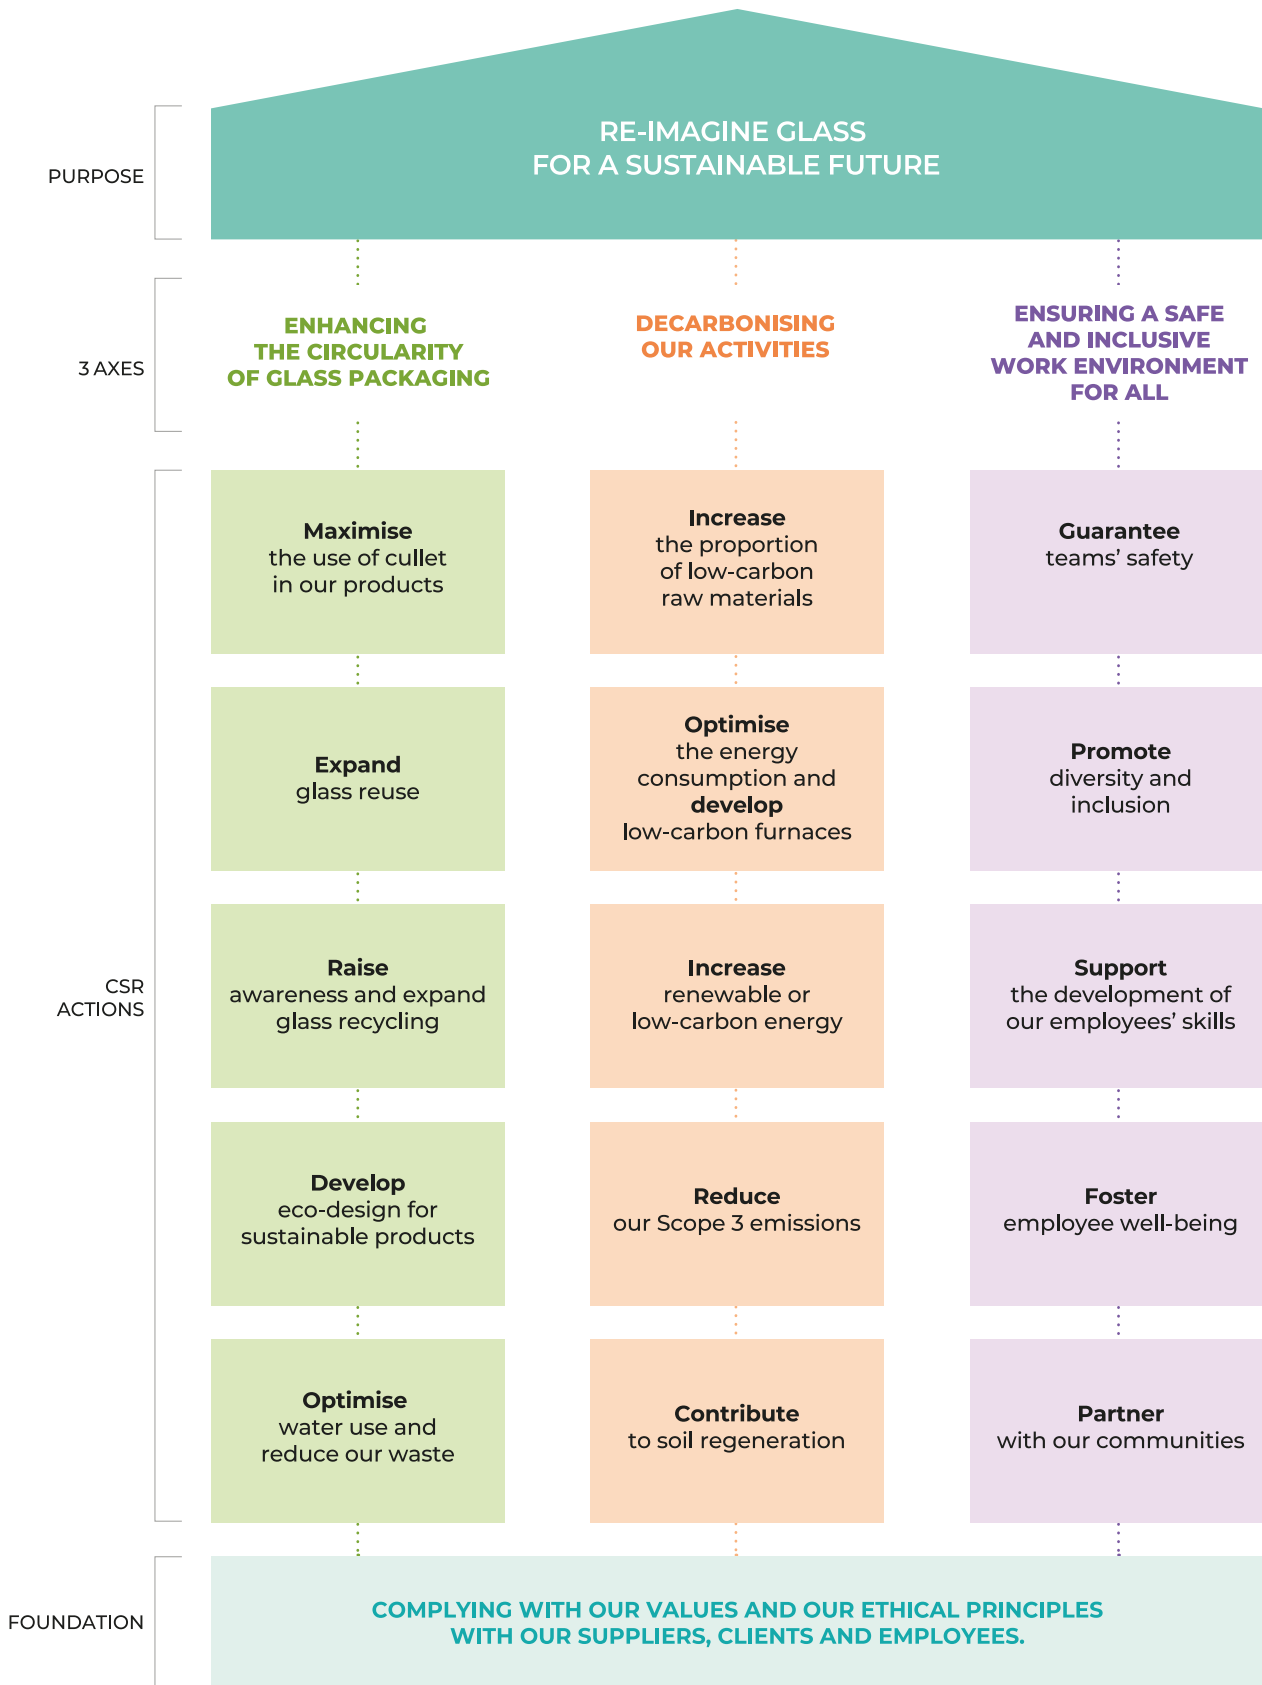 PURPOSE
RE-IMAGINE GLASS
FOR A SUSTAINABLE FUTURE
3 AXES
ENHANCING
THE CIRCULARITY
OF GLASS PACKAGING
DECARBONISING
OUR ACTIVITIES
ENSURING A SAFE
AND INCLUSIVE
WORK ENVIRONMENT
FOR ALL
CSR
ACTIONS
Maximise
the use of cullet
in our products
Expand
glass reuse
Raise
awareness and expand
glass recycling
Develop
eco-design for
sustainable products
Optimise
water use and
reduce our waste
Increase
the proportion
of low-carbon
raw materials
Optimise
the energy
consumption and
develop
low-carbon furnaces
Increase
renewable or
low-carbon energy
Reduce
our Scope 3 emissions
Contribute
to soil regeneration
Guarantee
teams’ safety
Promote
diversity and
inclusion
Support
the development of
our employees’ skills
Foster
employee well-being
Partner
with our communities
FOUNDATION
COMPLYING WITH OUR VALUES AND OUR ETHICAL PRINCIPLES
WITH OUR SUPPLIERS, CLIENTS AND EMPLOYEES.